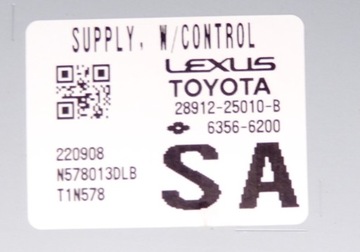 SUPPLY, W/CONTROL
LEXUS
TOYOTA
28912-25010-B
6356-6200
220908
N578013DLB
T1N578
SA